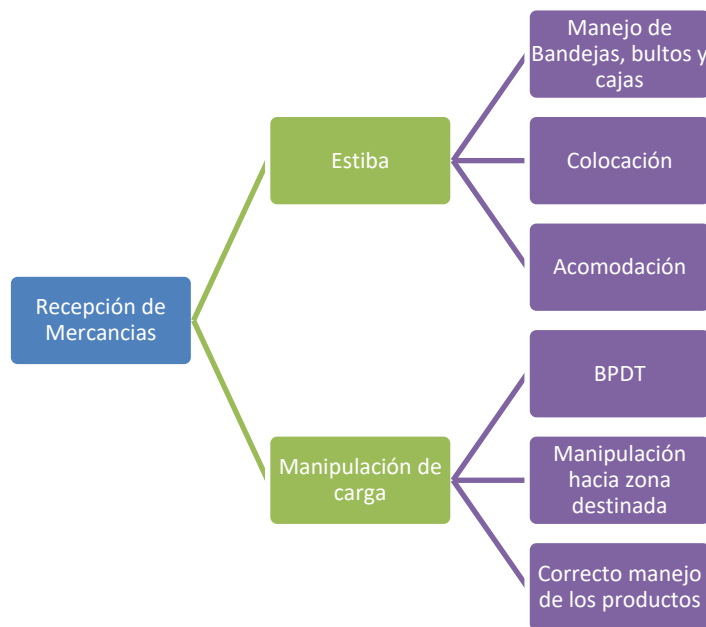 Manejo de
Bandejas, bultos y
cajas
Estiba
Colocación
Acomodación
Recepción de
Mercancias
BPDT
Manipulación de
carga
Manipulación
hacia zona
destinada
Correcto manejo
de los productos